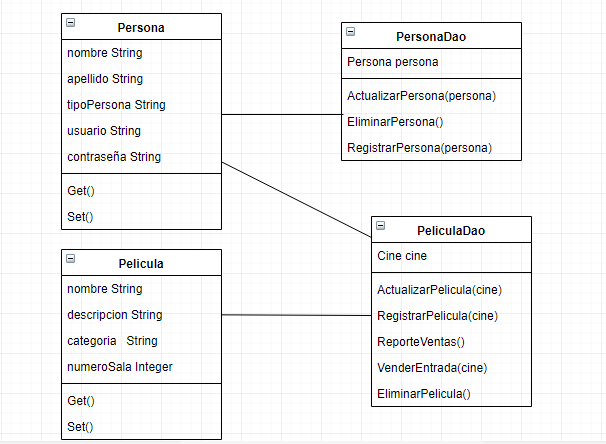 Persona
nombre String
apellido String
tipoPersona String
usuario String
contraseña String
Get()
Set()
PersonaDao
Persona persona
ActualizarPersona(persona)
EliminarPersona()
RegistrarPersona(persona)
Pelicula
nombre String
descripcion String
categoria String
numeroSala Integer
Get()
Set()
PeliculaDao
Cine cine
ActualizarPelicula(cine)
RegistrarPelicula(cine)
ReporteVentas()
VenderEntrada(cine)
EliminarPelicula()